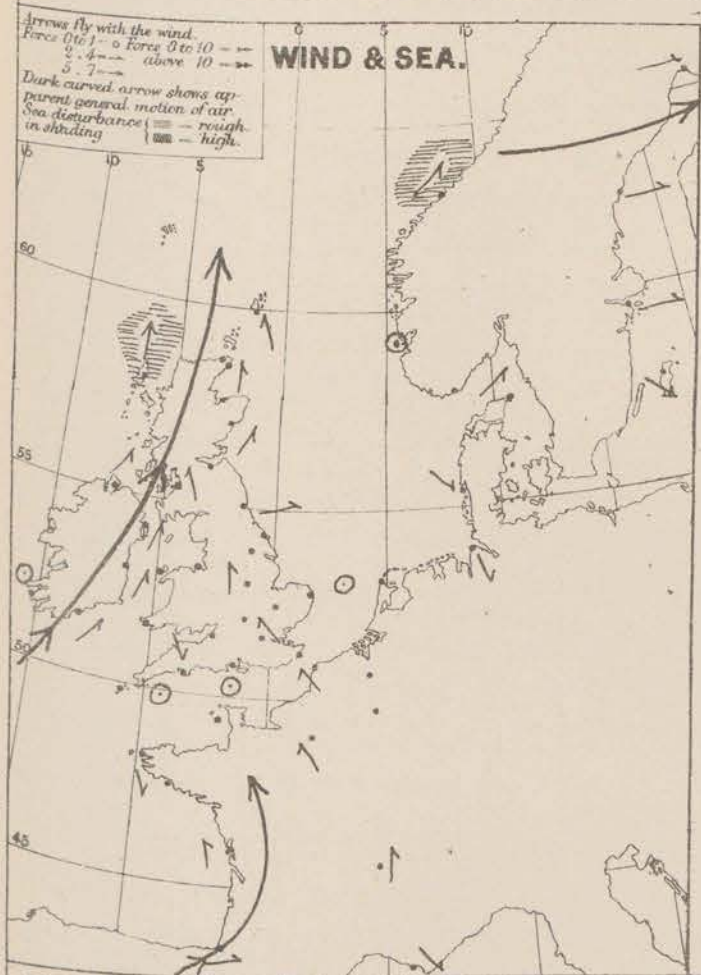 Arrows fly with the wind.
Force 0 to 1 - o Force 8 to 10 -
2 . 4 -
above 10 -
5 . 7 -
Dark curved arrow shows ap-
parent general motion of air.
Sea disturbance - rough.
in shading - high.
WIND & SEA.
0
5
10
15
10
5
5
60
55
10
50
45